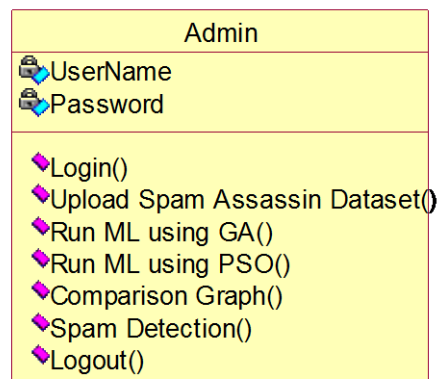 Admin
UserName
Password
Login()
Upload Spam Assassin Dataset()
Run ML using GA()
Run ML using PSO()
Comparison Graph()
Spam Detection()
Logout()